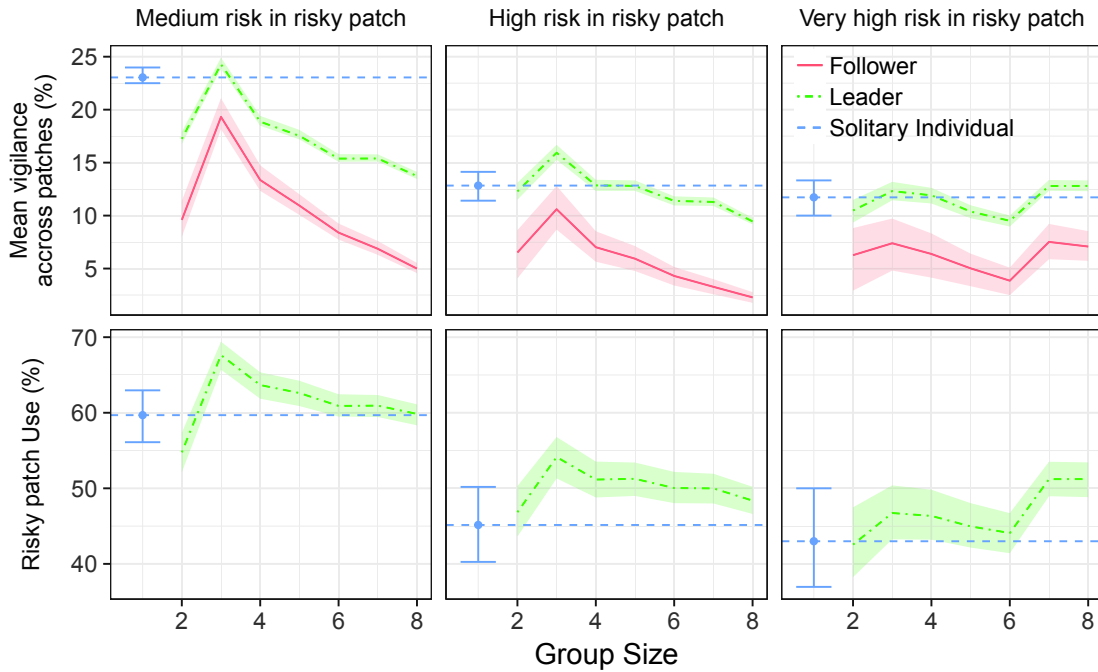 Medium risk in risky patch
High risk in risky patch
Very high risk in risky patch
Mean vigilance
accross patches (%)
25
20
15
10
5
Follower
Leader
Solitary Individual
Risky patch Use (%)
70
60
50
40
2 4 6 8
2 4 6 8
2 4 6 8
Group Size